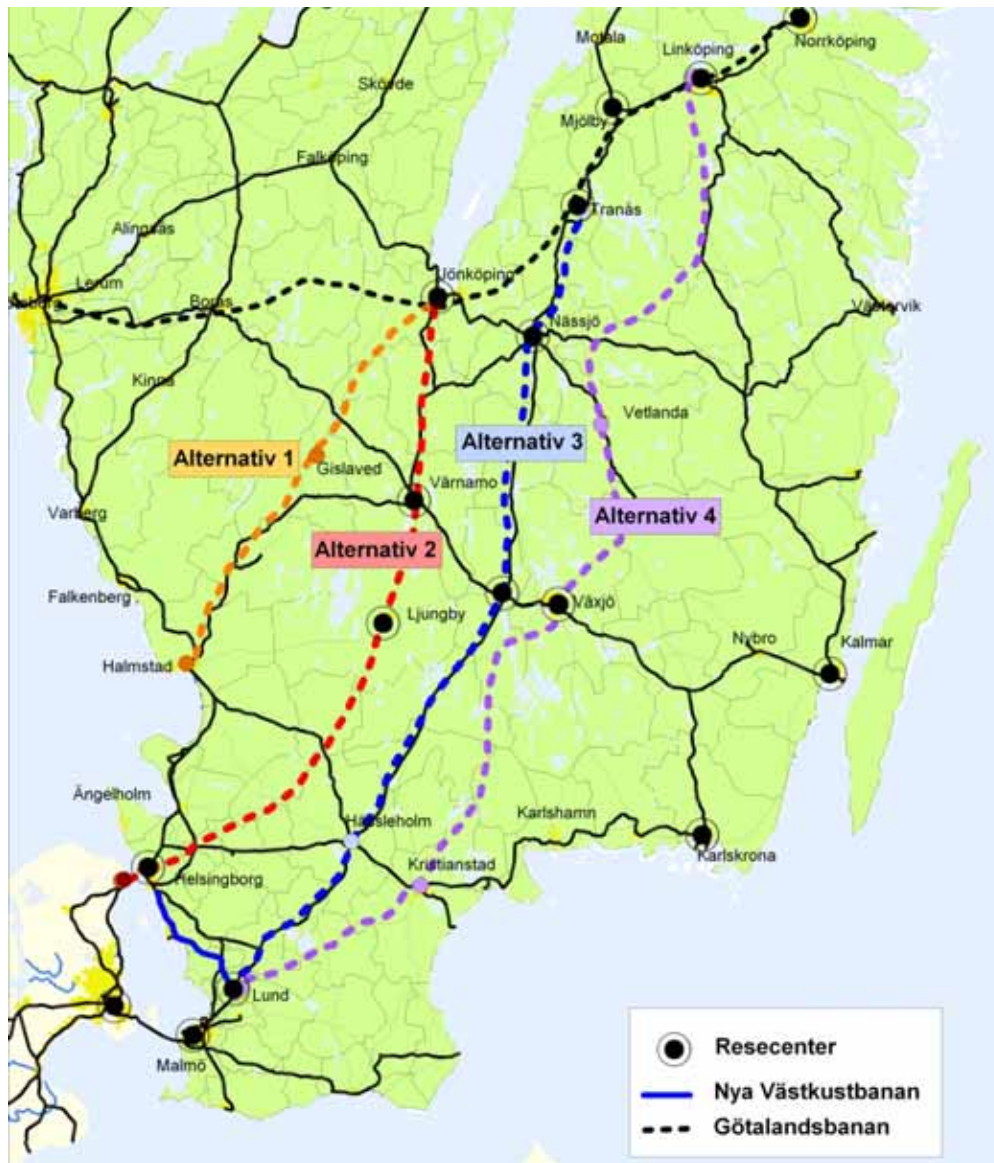 Motala
Linköping
Norrköping
Skövde
Mjölby
Falköping
Tranås
Alingsås
Jönköping
Lerum
Borås
Västervik
Nässjö
Kinna
Vetlanda
Alternativ 3
Alternativ 1
Gislaved
Värnamo
Varberg
Alternativ 4
Alternativ 2
Falkenberg
Växjö
Ljungby
Nybro
Kalmar
Halmstad
Ängelholm
Karlshamn
Hässleholm
Karlskrona
Kristianstad
Helsingborg
Lund
Malmö
Resecenter
Nya Västkustbanan
Götalandsbanan